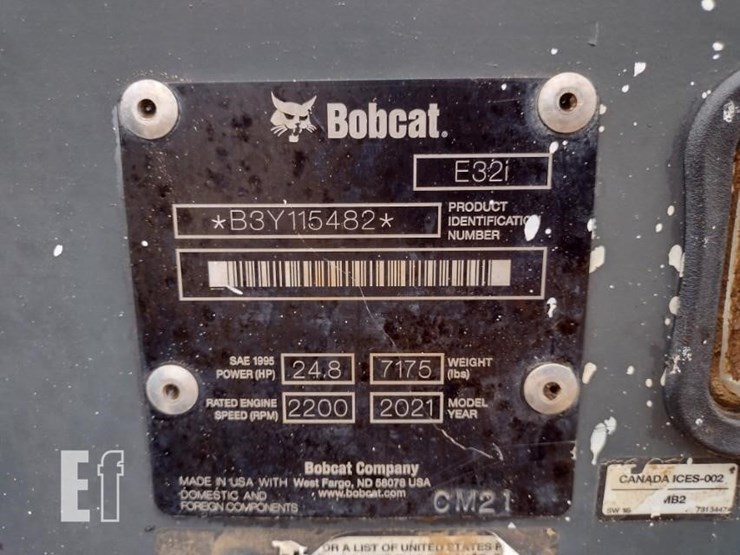 Bobcat.
E32i
*B3Y115482*
PRODUCT
IDENTIFICATION
NUMBER
SAE 1995
POWER (HP)
24.8
7175
WEIGHT
(lbs)
RATED ENGINE
SPEED (RPM)
2200
2021
MODEL
YEAR
Bobcat Company
MADE IN USA WITH West Fargo, ND 58078 USA
DOMESTIC AND www.bobcat.com
FOREIGN COMPONENTS
CM21
Ef
CANADA ICES-002
MB2
OR A LIST OF UNITED STATES